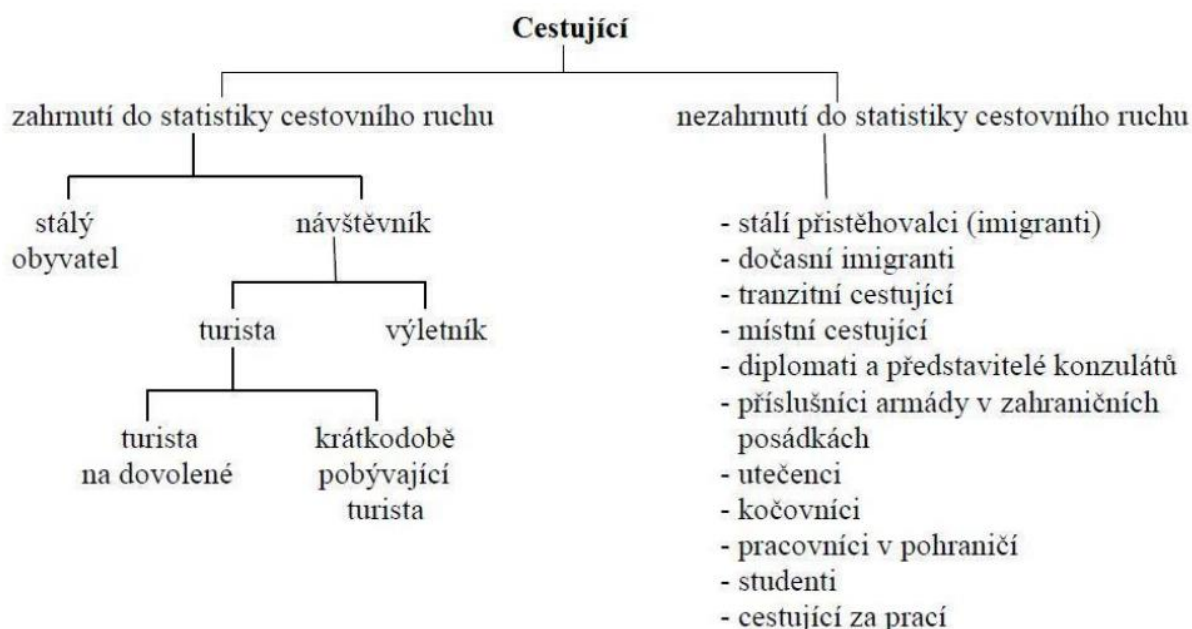 Cestující
zahrnutí do statistiky cestovního ruchu
nezahrnutí do statistiky cestovního ruchu
stálý
obyvatel
návštěvník
turista
výletník
turista
na dovolené
krátkodobě
pobývající
turista
- stálí přistěhovalci (imigranti)
- dočasní imigranti
- tranzitní cestující
- místní cestující
- diplomati a představitelé konzulátů
- příslušníci armády v zahraničních
posádkách
- utečenci
- kočovníci
- pracovníci v pohraničí
- studenti
- cestující za prací